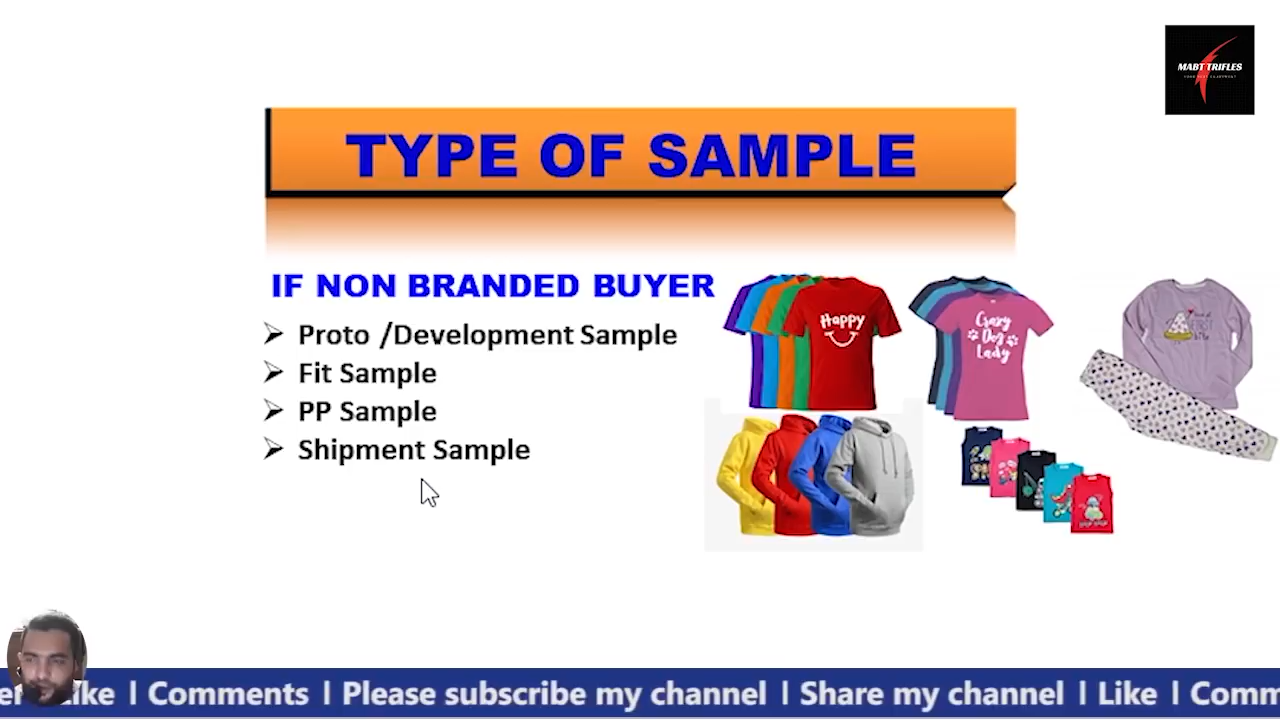 MABT TRIFLES
TYPE OF SAMPLE
IF NON BRANDED BUYER
Proto /Development Sample
Fit Sample
PP Sample
Shipment Sample
Happy
Crazy
Dog
Lady
ike | Comments | Please subscribe my channel | Share my channel | Like | Comm